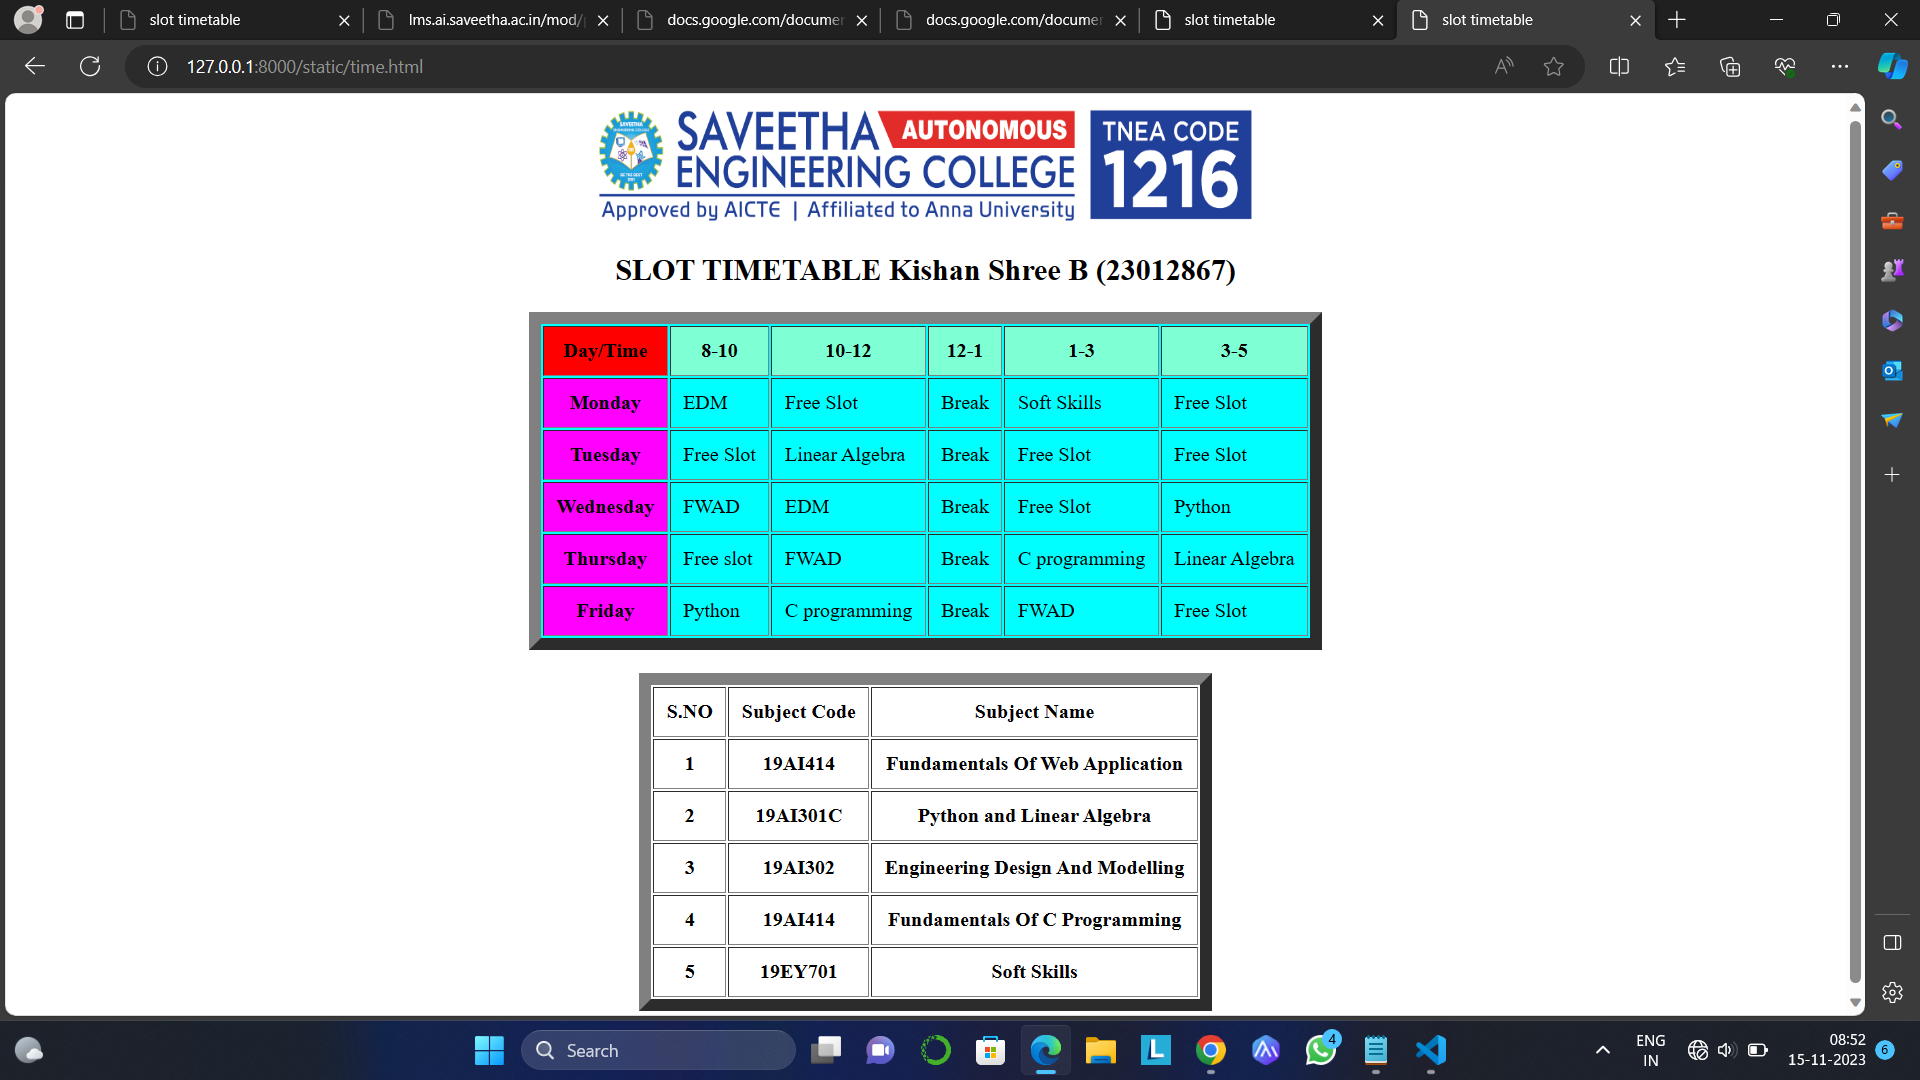 slot timetable
lms.ai.saveetha.ac.in/mod/
docs.google.com/documen
docs.google.com/documen
slot timetable
slot timetable
127.0.0.1:8000/static/time.html
SAVEETHA AUTONOMOUS
ENGINEERING COLLEGE
Approved by AICTE | Affiliated to Anna University
TNEA CODE
1216
SLOT TIMETABLE Kishan Shree B (23012867)
Day/Time 8-10 10-12 12-1 1-3 3-5
Monday EDM Free Slot Break Soft Skills Free Slot
Tuesday Free Slot Linear Algebra Break Free Slot Free Slot
Wednesday FWAD EDM Break Free Slot Python
Thursday Free slot FWAD Break C programming Linear Algebra
Friday Python C programming Break FWAD Free Slot
S.NO Subject Code Subject Name
1 19AI414 Fundamentals Of Web Application
2 19AI301C Python and Linear Algebra
3 19AI302 Engineering Design And Modelling
4 19AI414 Fundamentals Of C Programming
5 19EY701 Soft Skills
Search
4
ENG
IN
08:52
15-11-2023
6